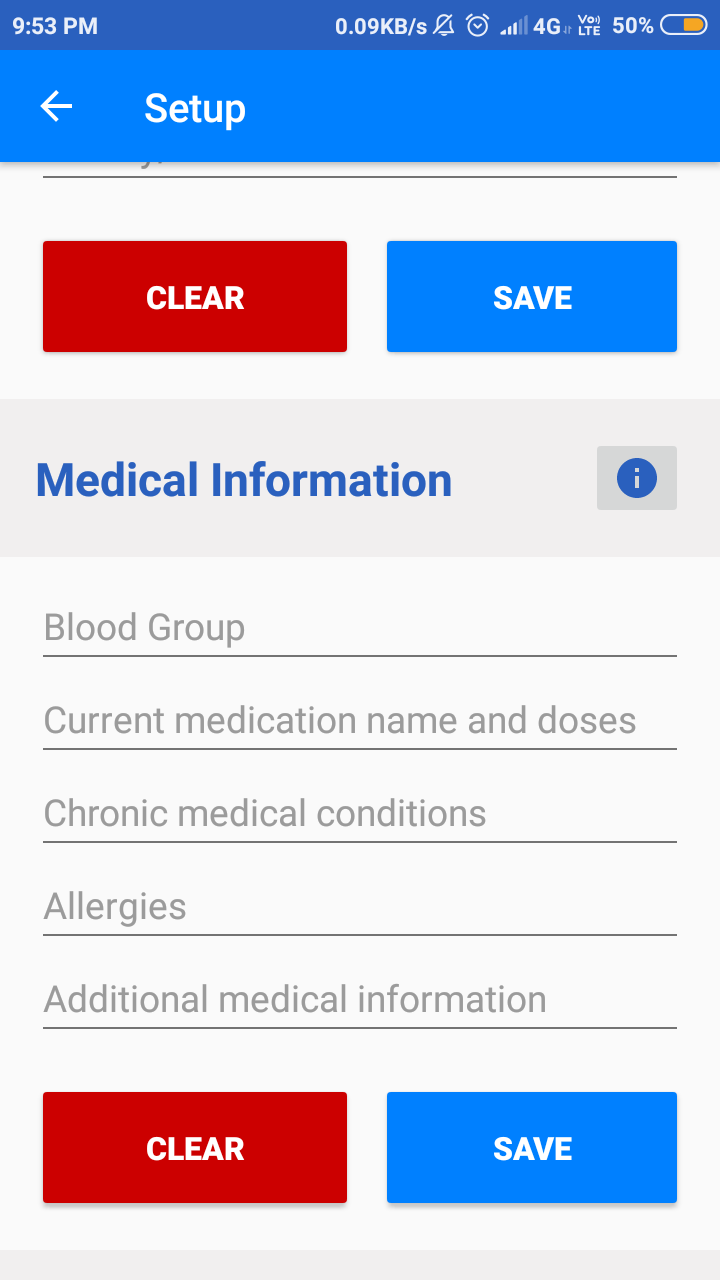 9:53 PM 0.09KB/s 4G Vo)) LTE 50%
Setup
CLEAR SAVE
Medical Information
Blood Group
Current medication name and doses
Chronic medical conditions
Allergies
Additional medical information
CLEAR SAVE